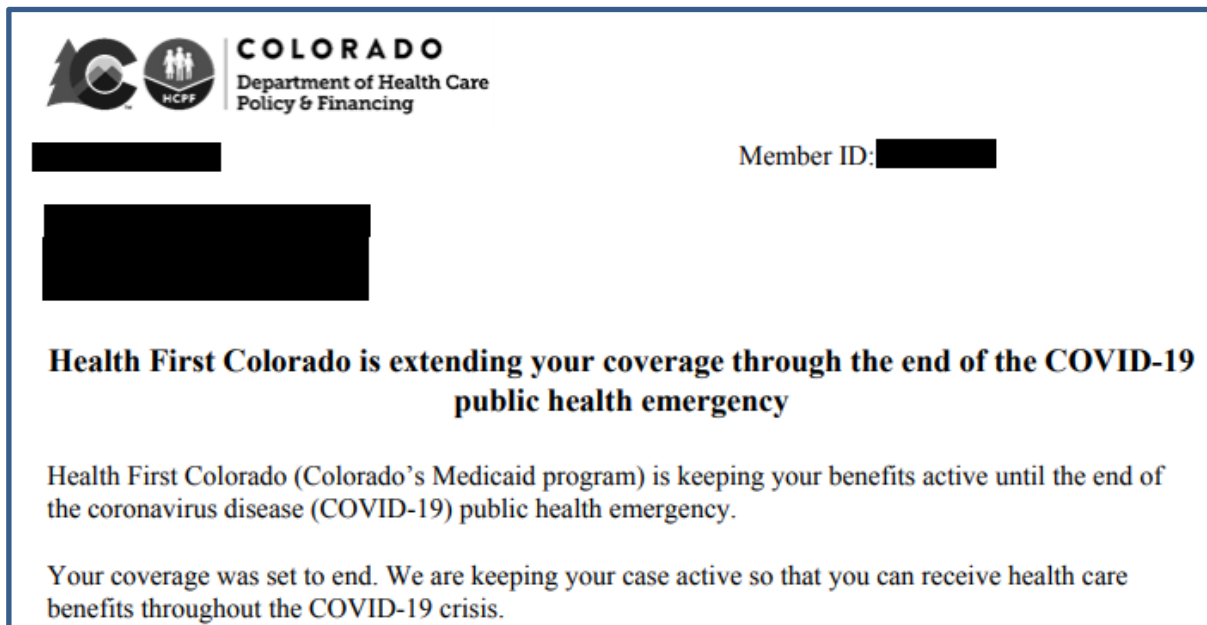 COLORADO
Department of Health Care
Policy & Financing
HCPF
TM
Member ID:
Health First Colorado is extending your coverage through the end of the COVID-19
public health emergency
Health First Colorado (Colorado’s Medicaid program) is keeping your benefits active until the end of
the coronavirus disease (COVID-19) public health emergency.
Your coverage was set to end. We are keeping your case active so that you can receive health care
benefits throughout the COVID-19 crisis.